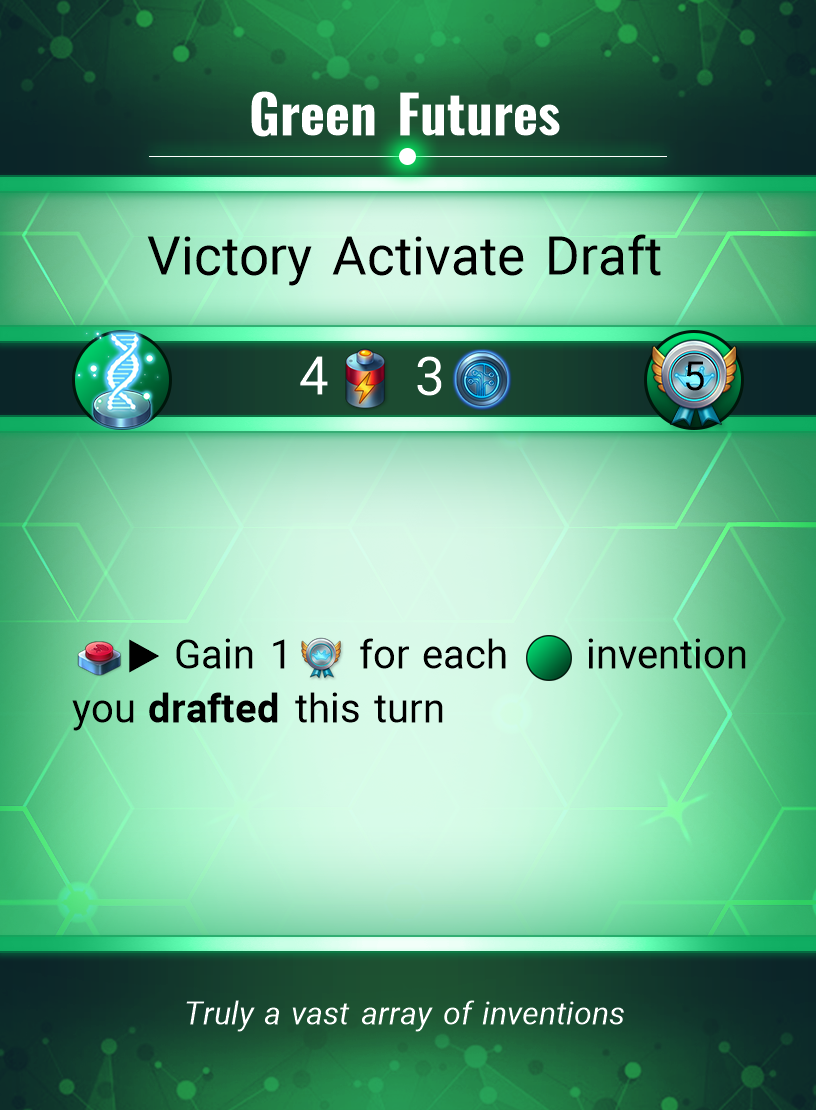 Green Futures
Victory Activate Draft
4 3 5
▶ Gain 1 for each invention
you drafted this turn
Truly a vast array of inventions